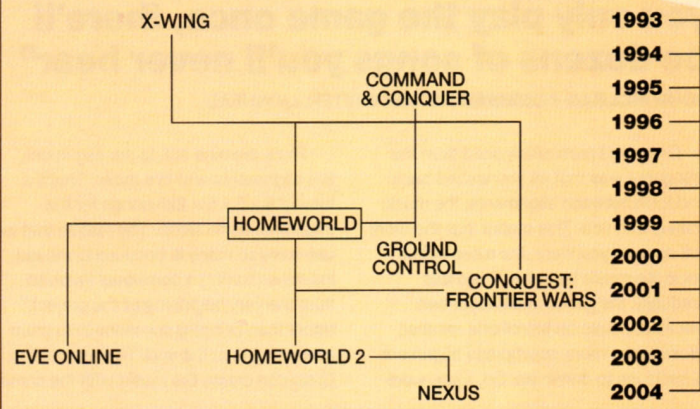 X-WING
COMMAND
& CONQUER
HOMEWORLD
GROUND
CONTROL
CONQUEST:
FRONTIER WARS
EVE ONLINE
HOMEWORLD 2
NEXUS
1993
1994
1995
1996
1997
1998
1999
2000
2001
2002
2003
2004